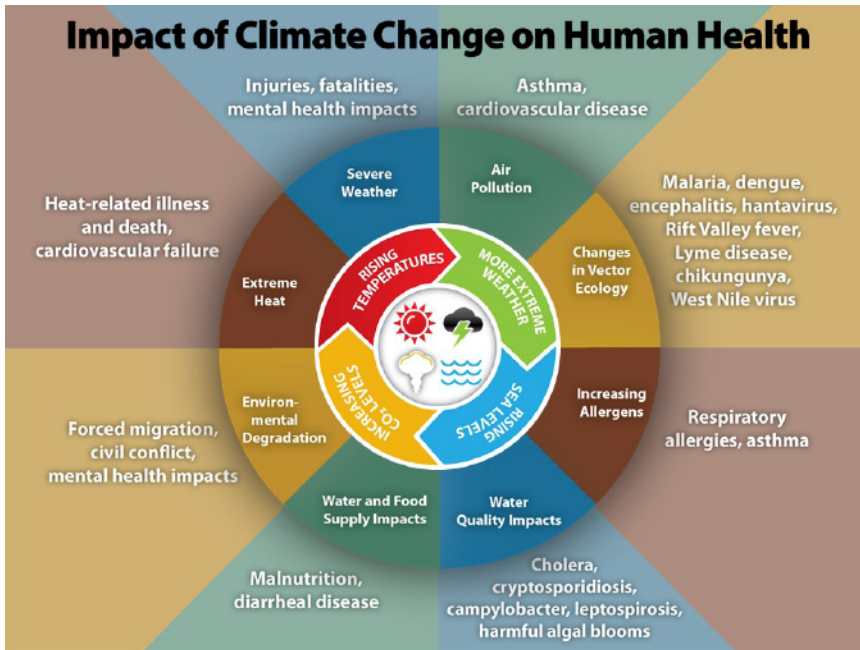 Impact of Climate Change on Human Health
Injuries, fatalities,
mental health impacts
Asthma,
cardiovascular disease
Severe
Weather
Air
Pollution
Heat-related illness
and death,
cardiovascular failure
Malaria, dengue,
encephalitis, hantavirus,
Rift Valley fever,
Lyme disease,
chikungunya,
West Nile virus
Extreme
Heat
Changes
in Vector
Ecology
RISING
TEMPERATURES
MORE EXTREME
WEATHER
INCREASING
CO₂ LEVELS
RISING
SEA LEVELS
Environ-
mental
Degradation
Increasing
Allergens
Forced migration,
civil conflict,
mental health impacts
Respiratory
allergies, asthma
Water and Food
Supply Impacts
Water
Quality Impacts
Malnutrition,
diarrheal disease
Cholera,
cryptosporidiosis,
campylobacter, leptospirosis,
harmful algal blooms